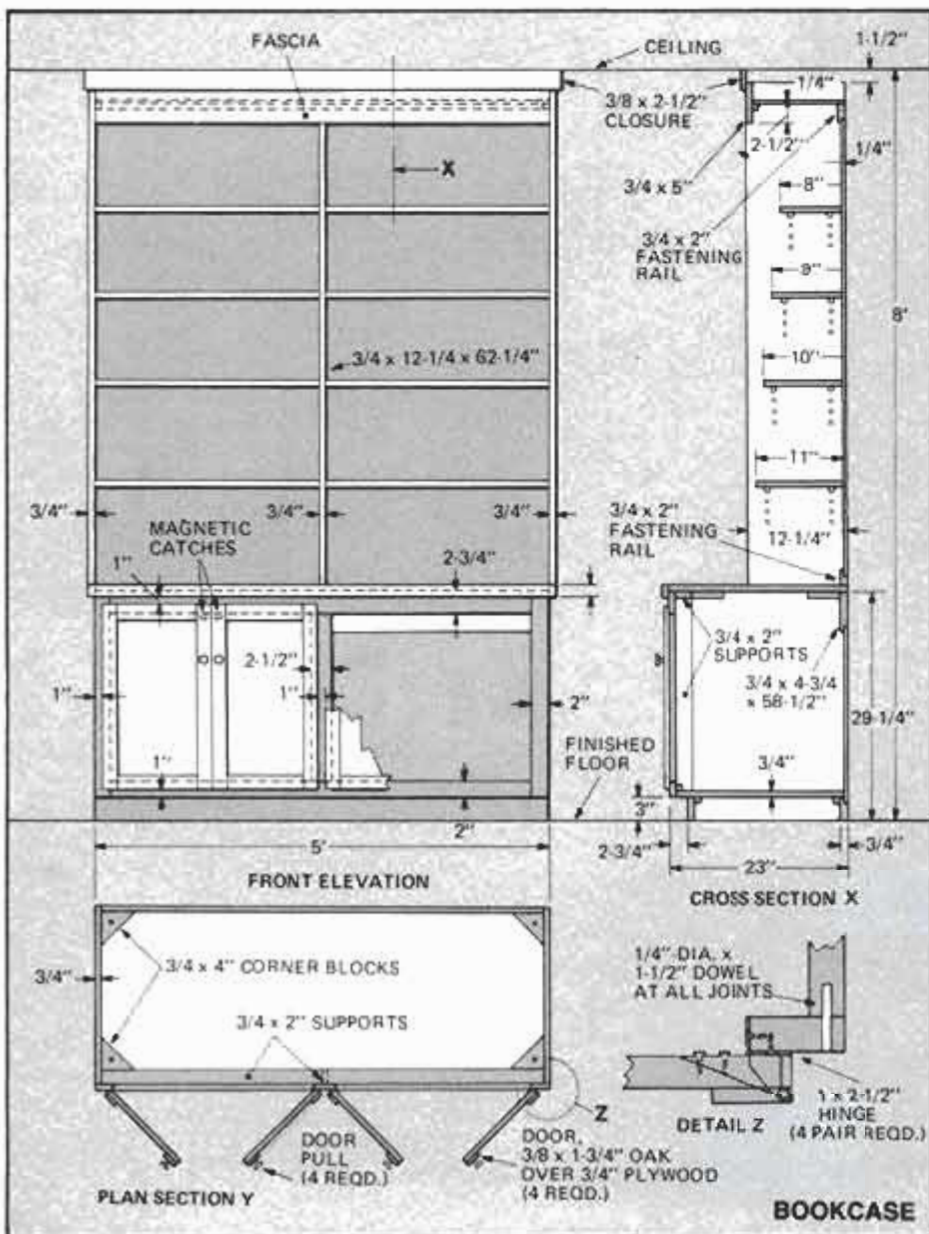 FASCIA
CEILING
1-1/2"
1/4"
3/8 x 2-1/2"
CLOSURE
X
2-1/2"
1/4"
3/4 x 5"
8"
3/4 x 2"
FASTENING
RAIL
9"
8'
3/4 x 12-1/4 x 62-1/4"
10"
11"
3/4"
3/4"
3/4"
MAGNETIC
CATCHES
3/4 x 2"
FASTENING
RAIL
12-1/4"
1"
2-3/4"
3/4 x 2"
SUPPORTS
2-1/2"
1"
1"
2"
3/4 x 4-3/4
x 58-1/2"
29-1/4"
1"
FINISHED
FLOOR
3/4"
3"
2"
5'
2-3/4"
3/4"
23"
FRONT ELEVATION
CROSS SECTION X
3/4"
3/4 x 4" CORNER BLOCKS
3/4 x 2" SUPPORTS
1/4"-DIA. x
1-1/2" DOWEL
AT ALL JOINTS
Z
DETAIL Z
1 x 2-1/2"
HINGE
(4 PAIR REQD.)
DOOR
PULL
(4 REQD.)
DOOR,
3/8 x 1-3/4" OAK
OVER 3/4" PLYWOOD
(4 REQD.)
PLAN SECTION Y
BOOKCASE